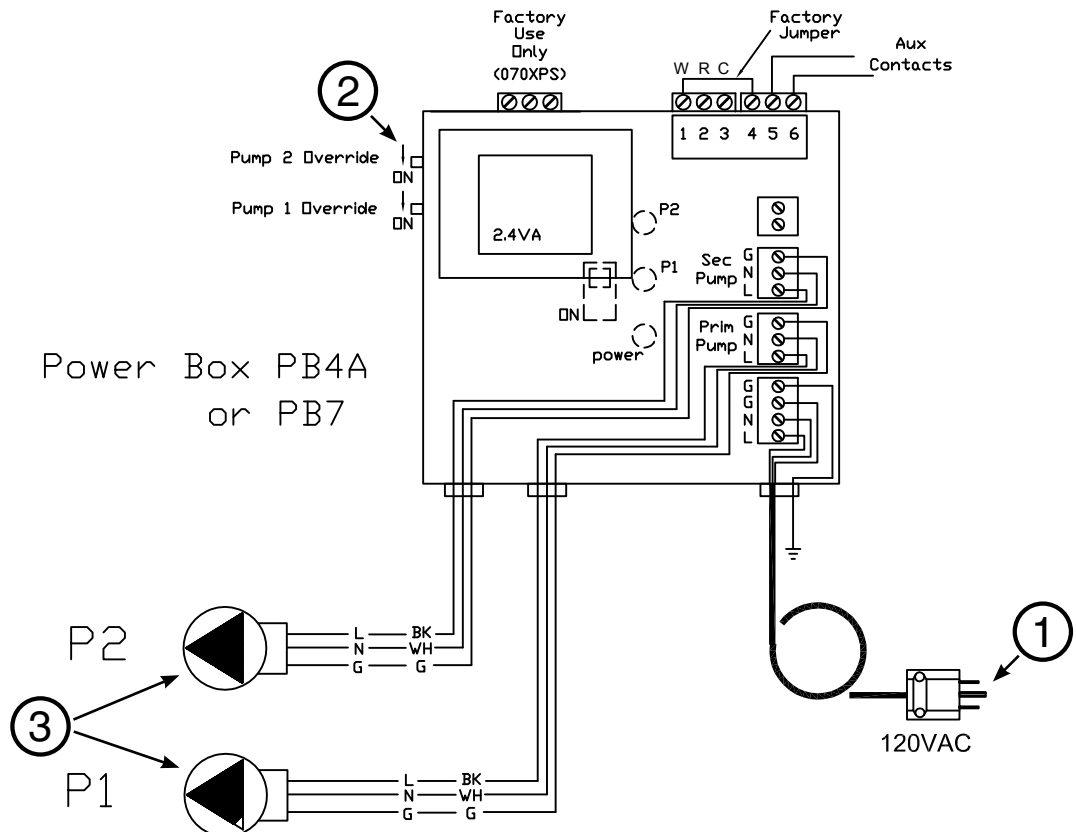 Factory
Use
Only
(070XPS)
Factory
Jumper
Aux
Contacts
W R C
1 2 3 4 5 6
2
Pump 2 Override
ON
Pump 1 Override
ON
2.4VA
P2
P1
ON
power
Sec
Pump
G
N
L
Prim
Pump
G
N
L
G
G
N
L
Power Box PB4A
or PB7
P2
L BK
N WH
G G
3
P1
L BK
N WH
G G
1
120VAC